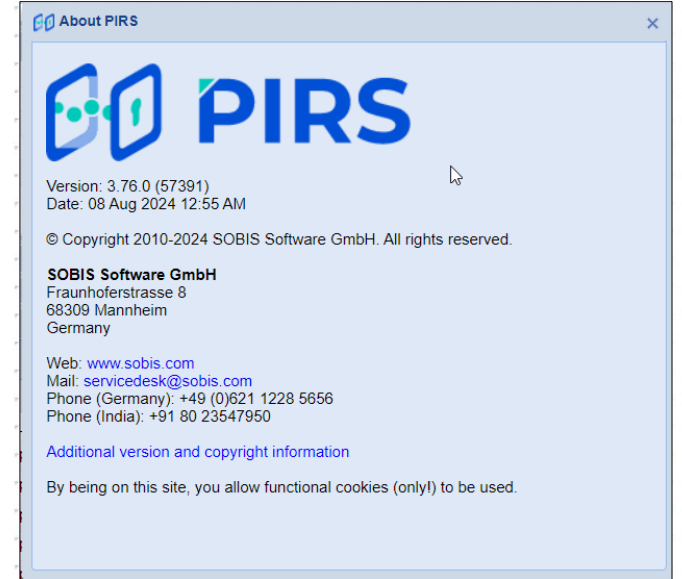 About PIRS
PIRS
Version: 3.76.0 (57391)
Date: 08 Aug 2024 12:55 AM
© Copyright 2010-2024 SOBIS Software GmbH. All rights reserved.
SOBIS Software GmbH
Fraunhoferstrasse 8
68309 Mannheim
Germany
Web: www.sobis.com
Mail: servicedesk@sobis.com
Phone (Germany): +49 (0)621 1228 5656
Phone (India): +91 80 23547950
Additional version and copyright information
By being on this site, you allow functional cookies (only!) to be used.